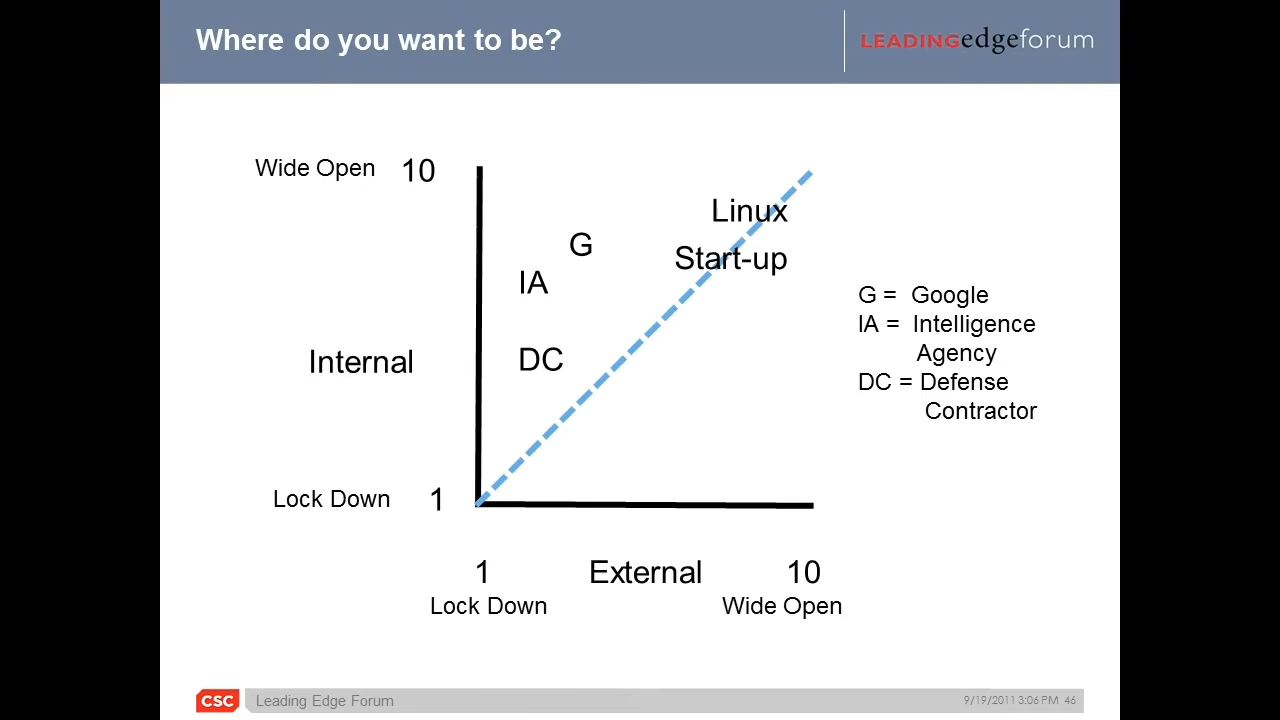 Where do you want to be?
LEADINGedgeforum
Wide Open 10
Linux
G
Start-up
IA
G = Google
IA = Intelligence
Agency
Internal
DC
DC = Defense
Contractor
Lock Down 1
1 External 10
Lock Down Wide Open
CSC Leading Edge Forum 9/19/2011 3:06 PM 46